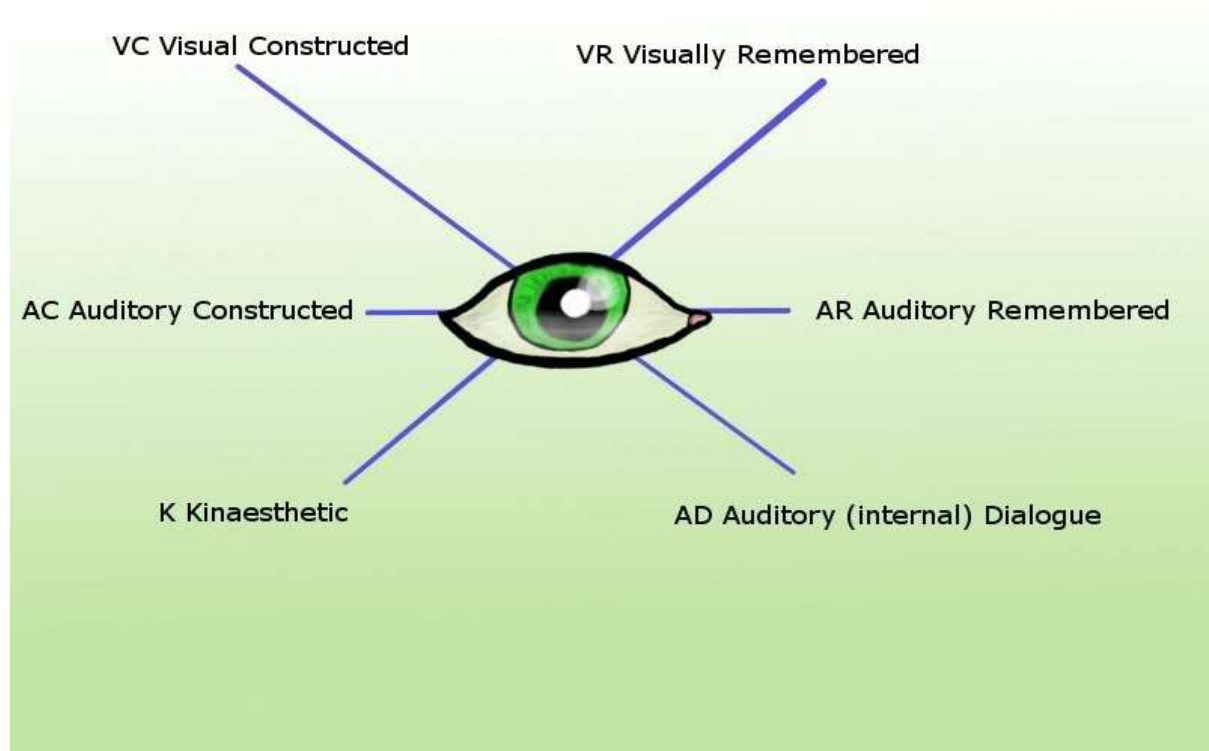 VC Visual Constructed
VR Visually Remembered
AC Auditory Constructed
AR Auditory Remembered
K Kinaesthetic
AD Auditory (internal) Dialogue